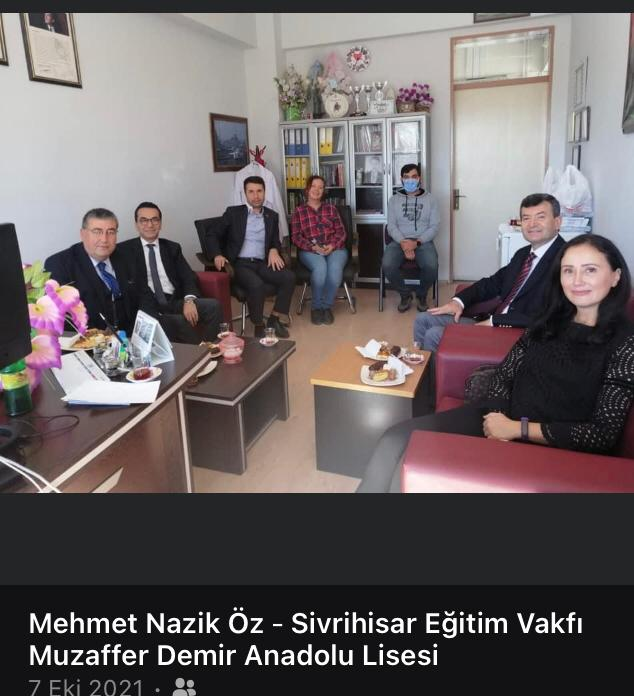 Mehmet Nazik Öz - Sivrihisar Eğitim Vakfı
Muzaffer Demir Anadolu Lisesi
7 Eki 2021 ·